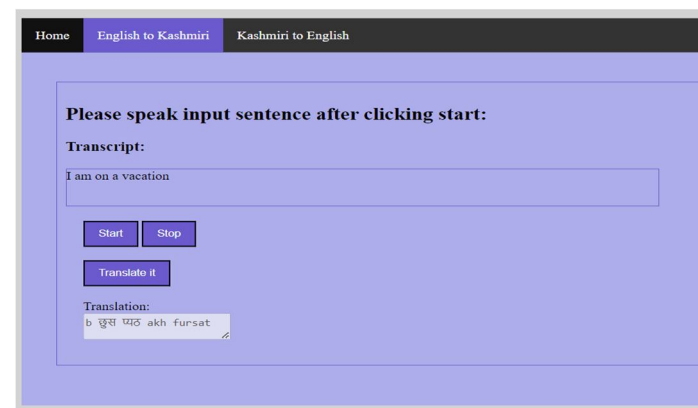 Home English to Kashmiri Kashmiri to English
Please speak input sentence after clicking start:
Transcript:
I am on a vacation
Start Stop
Translate it
Translation:
b छुस प्यठ akh fursat